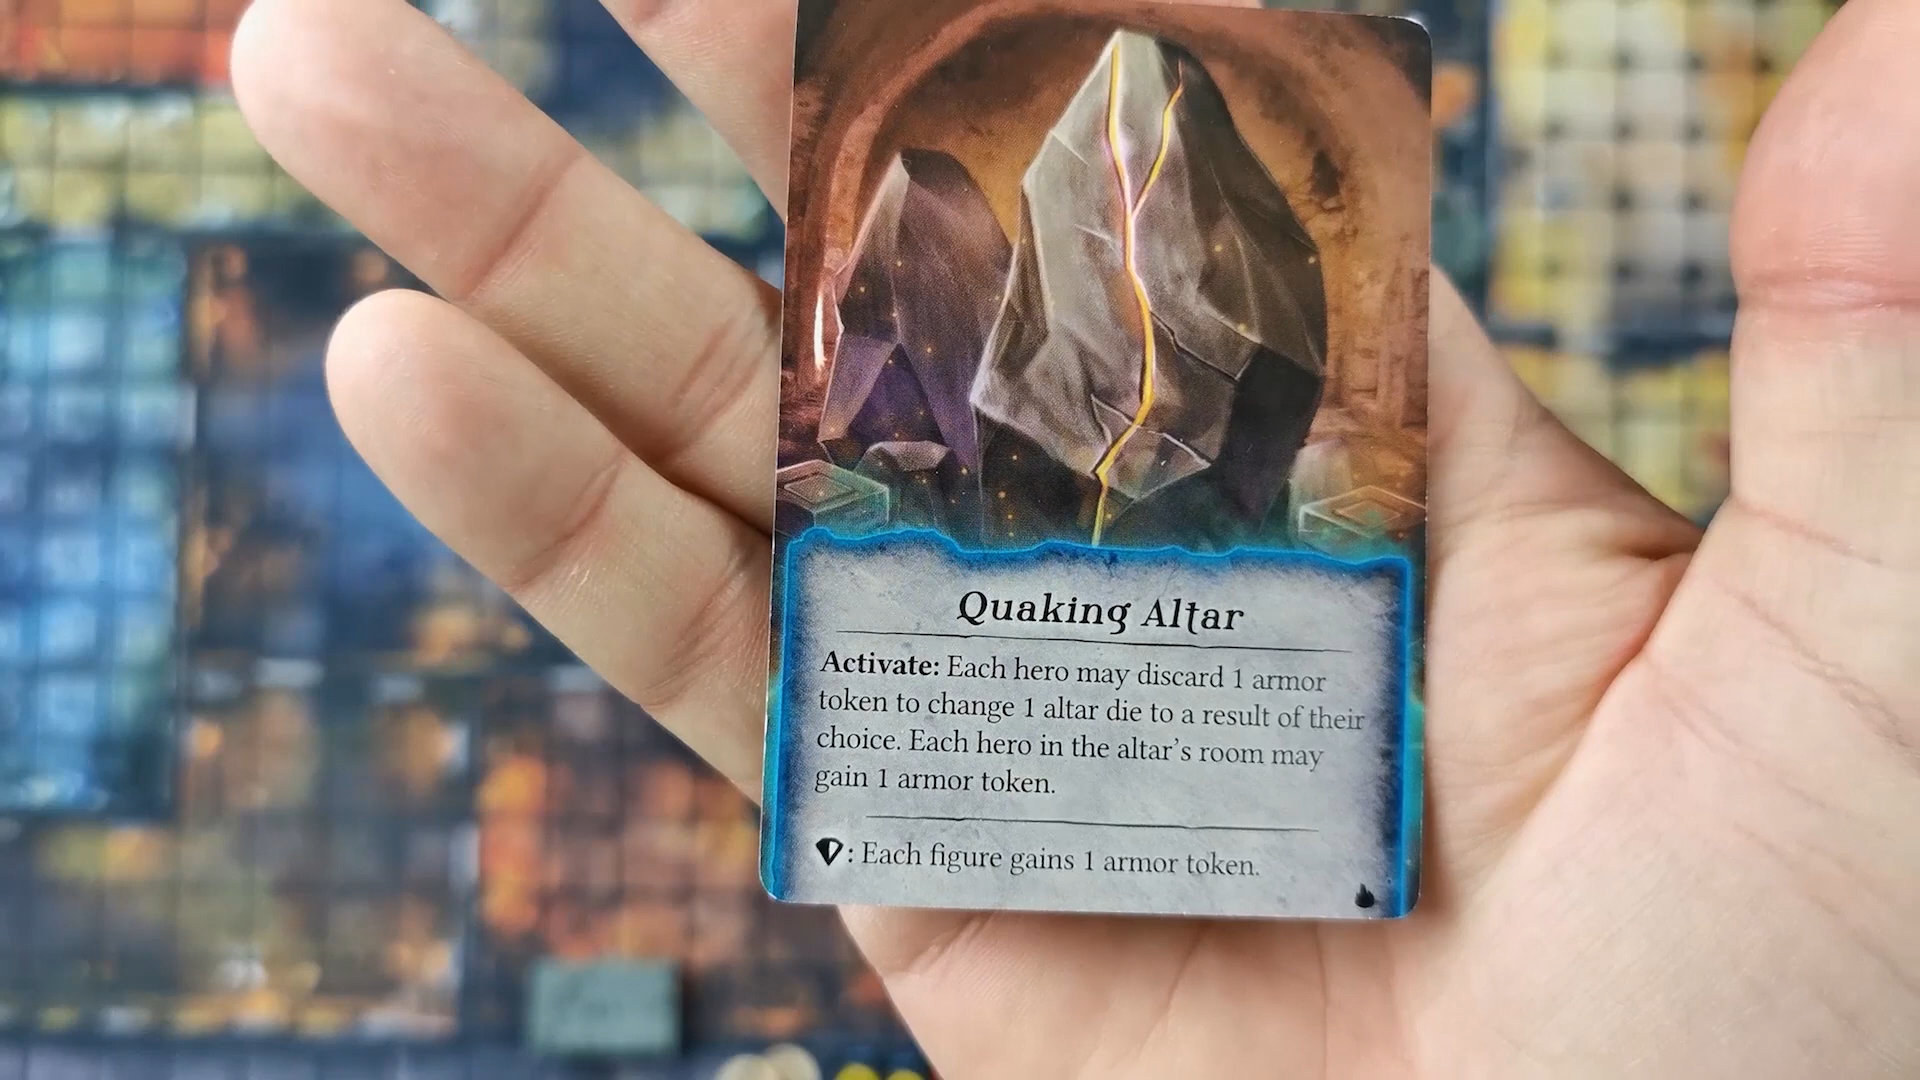 Quaking Altar
Activate: Each hero may discard 1 armor
token to change 1 altar die to a result of their
choice. Each hero in the altar's room may
gain 1 armor token.
: Each figure gains 1 armor token.